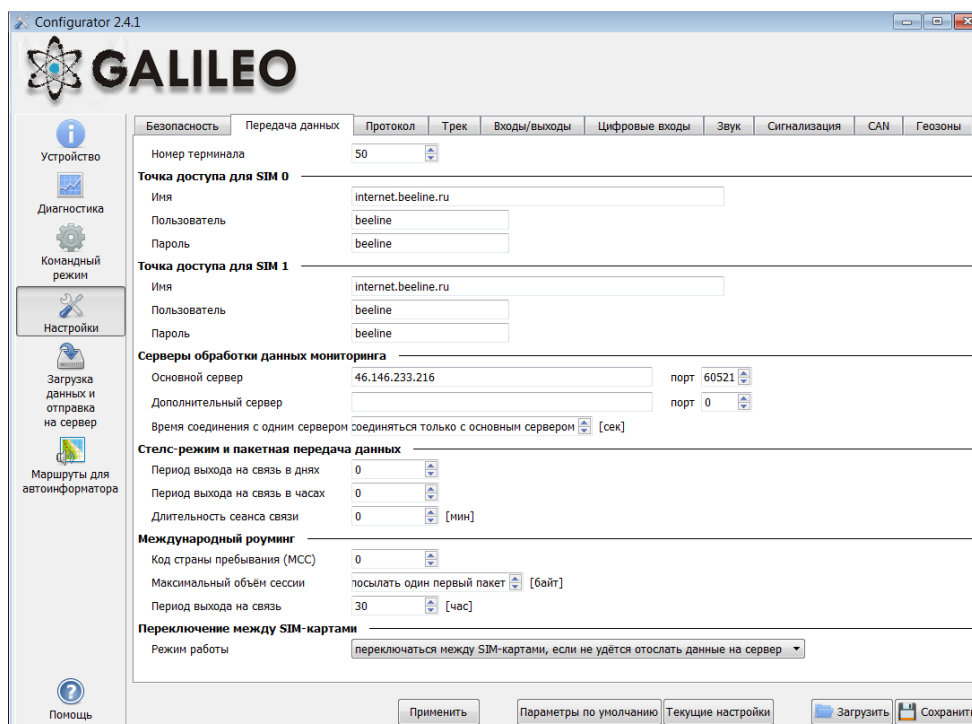 Configurator 2.4.1
GALILEO
Устройство
Диагностика
Командный
режим
Настройки
Загрузка
данных и
отправка
на сервер
Маршруты для
автоинформатора
Помощь
Безопасность Передача данных Протокол Трек Входы/выходы Цифровые входы Звук Сигнализация CAN Геозоны
Номер терминала 50
Точка доступа для SIM 0
Имя internet.beeline.ru
Пользователь beeline
Пароль beeline
Точка доступа для SIM 1
Имя internet.beeline.ru
Пользователь beeline
Пароль beeline
Серверы обработки данных мониторинга
Основной сервер 46.146.233.216 порт 60521
Дополнительный сервер порт 0
Время соединения с одним сервером соединяться только с основным сервером [сек]
Стелс-режим и пакетная передача данных
Период выхода на связь в днях 0
Период выхода на связь в часах 0
Длительность сеанса связи 0 [мин]
Международный роуминг
Код страны пребывания (MCC) 0
Максимальный объём сессии посылать один первый пакет [байт]
Период выхода на связь 30 [час]
Переключение между SIM-картами
Режим работы переключаться между SIM-картами, если не удётся отослать данные на сервер
Применить Параметры по умолчанию Текущие настройки Загрузить Сохранить